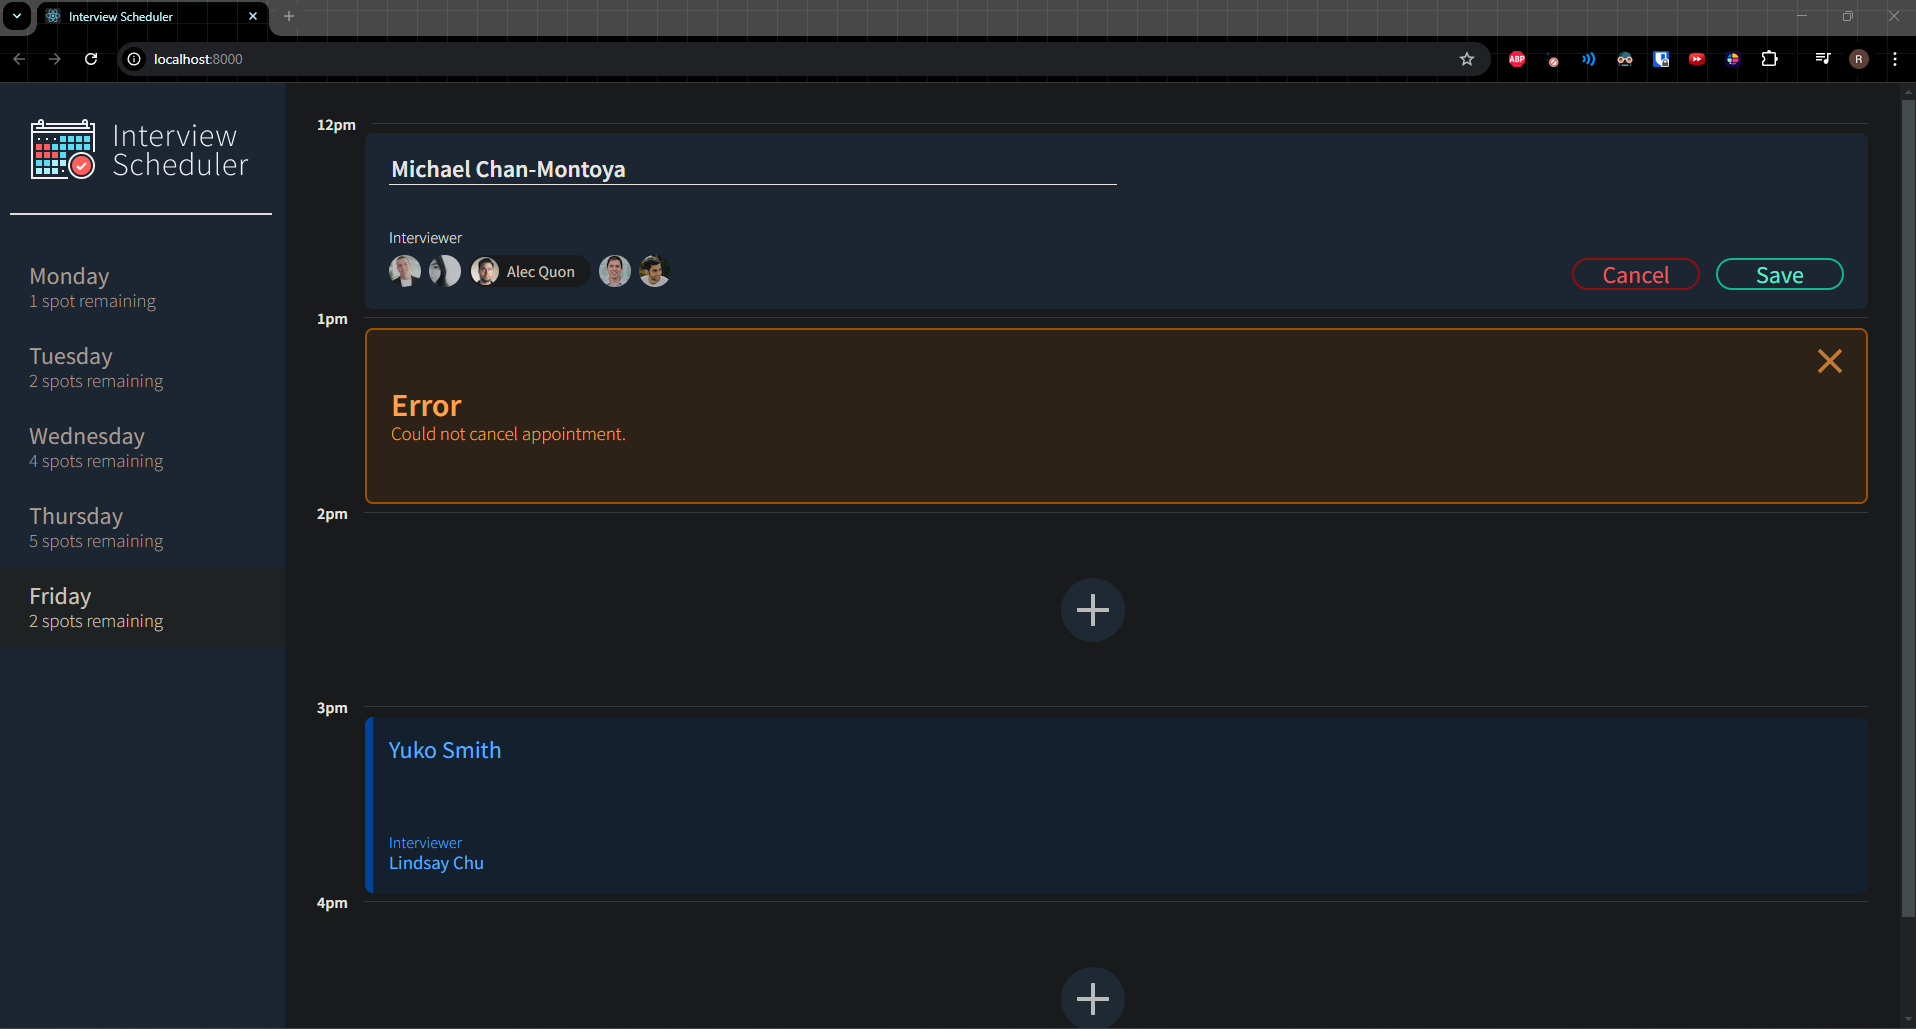 Interview Scheduler
localhost:8000
ABP
R
Interview
Scheduler
Monday
1 spot remaining
Tuesday
2 spots remaining
Wednesday
4 spots remaining
Thursday
5 spots remaining
Friday
2 spots remaining
12pm
Michael Chan-Montoya
Interviewer
Alec Quon
Cancel
Save
1pm
Error
Could not cancel appointment.
2pm
3pm
Yuko Smith
Interviewer
Lindsay Chu
4pm